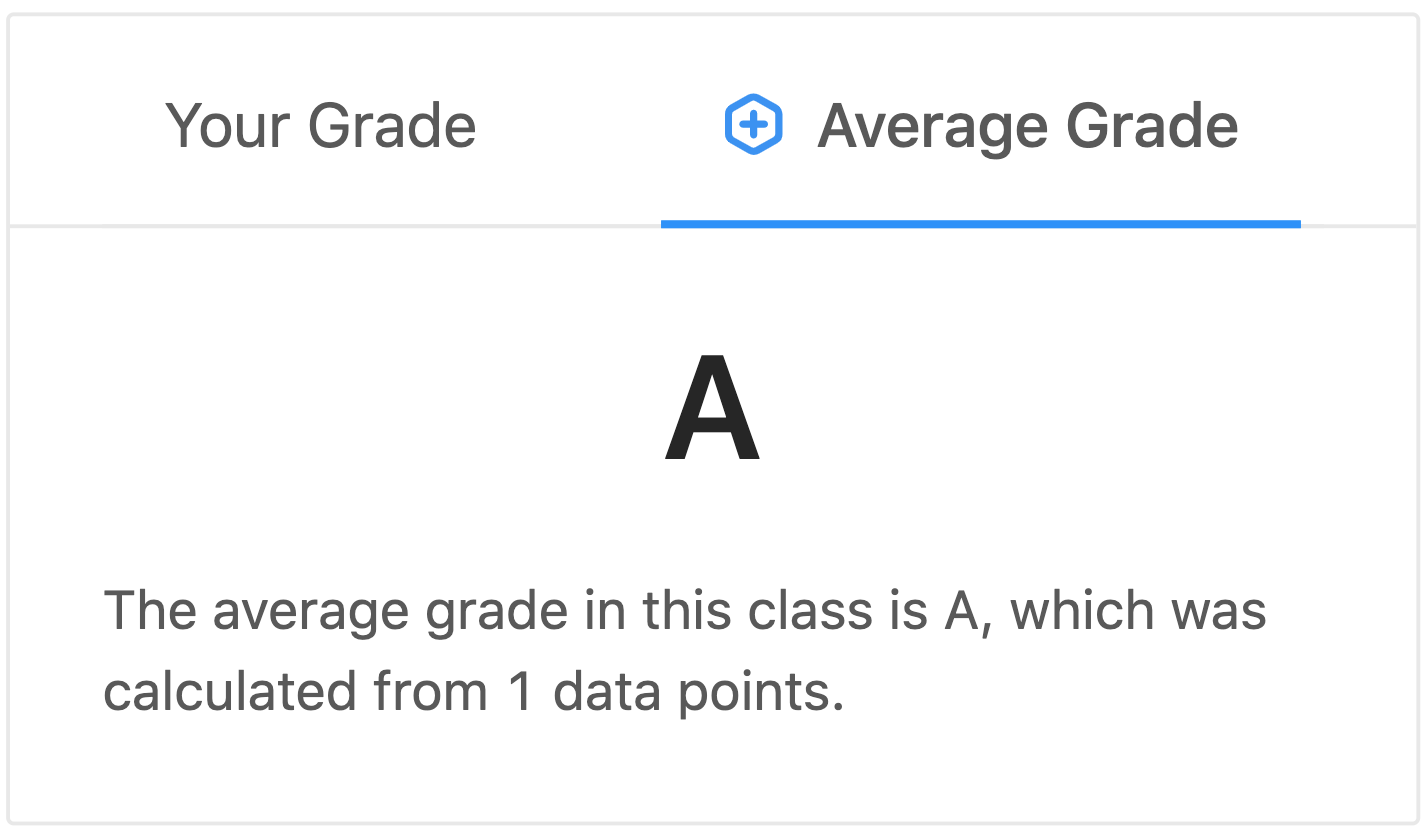 Your Grade
Average Grade
A
The average grade in this class is A, which was
calculated from 1 data points.